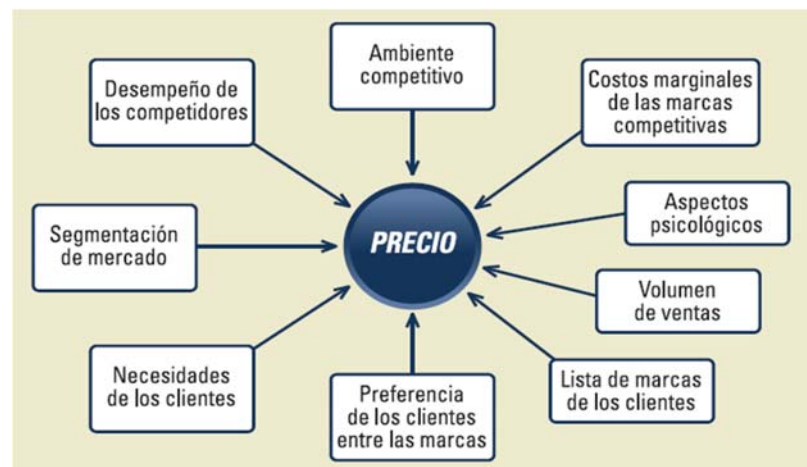 Ambiente
competitivo
Desempeño de
los competidores
Costos marginales
de las marcas
competitivas
Segmentación
de mercado
PRECIO
Aspectos
psicológicos
Volumen
de ventas
Necesidades
de los clientes
Preferencia
de los clientes
entre las marcas
Lista de marcas
de los clientes